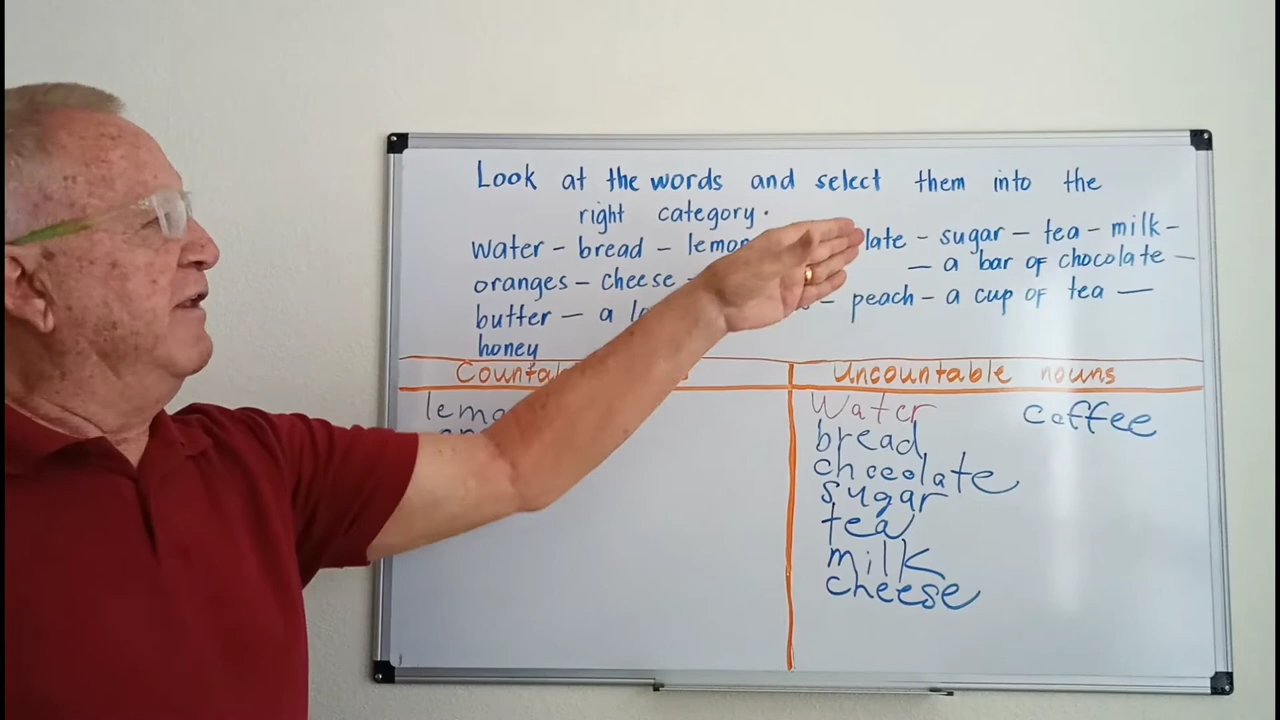 Look at the words and select them into the
right category.
water - bread - lemon late - sugar - tea - milk -
oranges - cheese - — a bar of chocolate —
butter — a - peach - a cup of tea —
honey
Uncountable nouns
Water coffee
bread
chocolate
sugar
tea
milk
cheese